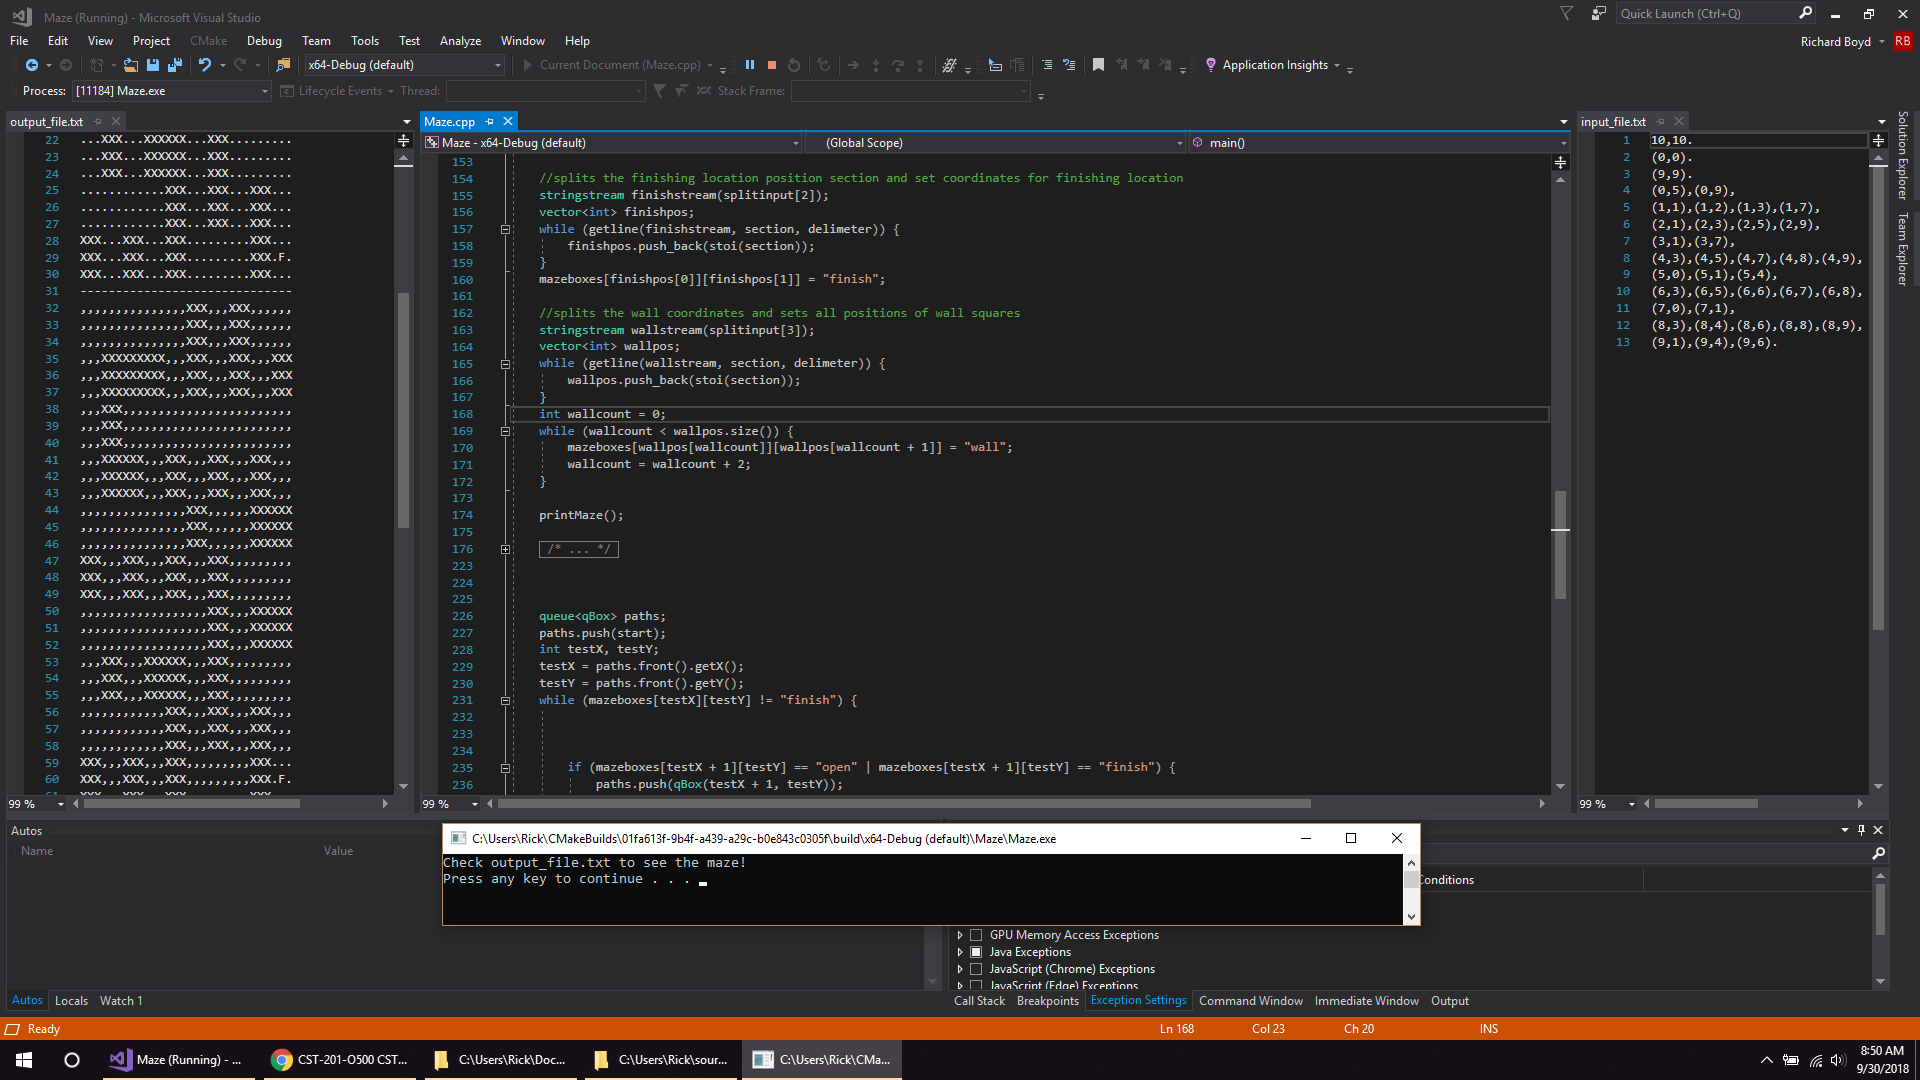 Maze (Running) - Microsoft Visual Studio
Quick Launch (Ctrl+Q)
File Edit View Project CMake Debug Team Tools Test Analyze Window Help
Richard Boyd RB
x64-Debug (default) Current Document (Maze.cpp) Application Insights
Process: [11184] Maze.exe Lifecycle Events Thread: Stack Frame:
output_file.txt
22 ...XXX...XXXXXX...XXX.........
23 ...XXX...XXXXXX...XXX.........
24 ...XXX...XXXXXX...XXX.........
25 ............XXX...XXX...XXX...
26 ............XXX...XXX...XXX...
27 ............XXX...XXX...XXX...
28 XXX...XXX...XXX.........XXX...
29 XXX...XXX...XXX.........XXX.F.
30 XXX...XXX...XXX.........XXX...
31 ------------------------------
32 ,,,,,,,,,,,,,,,XXX,,,XXX,,,,,,
33 ,,,,,,,,,,,,,,,XXX,,,XXX,,,,,,
34 ,,,,,,,,,,,,,,,XXX,,,XXX,,,,,,
35 ,,,XXXXXXXXX,,,XXX,,,XXX,,,XXX
36 ,,,XXXXXXXXX,,,XXX,,,XXX,,,XXX
37 ,,,XXXXXXXXX,,,XXX,,,XXX,,,XXX
38 ,,,XXX,,,,,,,,,,,,,,,,,,,,,,,,
39 ,,,XXX,,,,,,,,,,,,,,,,,,,,,,,,
40 ,,,XXX,,,,,,,,,,,,,,,,,,,,,,,,
41 ,,,XXXXXX,,,XXX,,,XXX,,,XXX,,,
42 ,,,XXXXXX,,,XXX,,,XXX,,,XXX,,,
43 ,,,XXXXXX,,,XXX,,,XXX,,,XXX,,,
44 ,,,,,,,,,,,,,,,XXX,,,,,,XXXXXX
45 ,,,,,,,,,,,,,,,XXX,,,,,,XXXXXX
46 ,,,,,,,,,,,,,,,XXX,,,,,,XXXXXX
47 XXX,,,XXX,,,XXX,,,XXX,,,,,,,,,
48 XXX,,,XXX,,,XXX,,,XXX,,,,,,,,,
49 XXX,,,XXX,,,XXX,,,XXX,,,,,,,,,
50 ,,,,,,,,,,,,,,,,,,XXX,,,XXXXXX
51 ,,,,,,,,,,,,,,,,,,XXX,,,XXXXXX
52 ,,,,,,,,,,,,,,,,,,XXX,,,XXXXXX
53 ,,,XXX,,,XXXXXX,,,XXX,,,,,,,,,
54 ,,,XXX,,,XXXXXX,,,XXX,,,,,,,,,
55 ,,,XXX,,,XXXXXX,,,XXX,,,,,,,,,
56 ,,,,,,,,,,,,XXX,,,XXX,,,XXX,,,
57 ,,,,,,,,,,,,XXX,,,XXX,,,XXX,,,
58 ,,,,,,,,,,,,XXX,,,XXX,,,XXX,,,
59 XXX,,,XXX,,,XXX,,,,,,,,,XXX...
60 XXX,,,XXX,,,XXX,,,,,,,,,XXX.F.
99 %
Maze.cpp
Maze - x64-Debug (default) (Global Scope) main()
153
154 //splits the finishing location position section and set coordinates for finishing location
155 stringstream finishstream(splitinput[2]);
156 vector<int> finishpos;
157 while (getline(finishstream, section, delimeter)) {
158 finishpos.push_back(stoi(section));
159 }
160 mazeboxes[finishpos[0]][finishpos[1]] = "finish";
161
162 //splits the wall coordinates and sets all positions of wall squares
163 stringstream wallstream(splitinput[3]);
164 vector<int> wallpos;
165 while (getline(wallstream, section, delimeter)) {
166 wallpos.push_back(stoi(section));
167 }
168 int wallcount = 0;
169 while (wallcount < wallpos.size()) {
170 mazeboxes[wallpos[wallcount]][wallpos[wallcount + 1]] = "wall";
171 wallcount = wallcount + 2;
172 }
173
174 printMaze();
175
176 /* ... */
223
224
225
226 queue<qBox> paths;
227 paths.push(start);
228 int testX, testY;
229 testX = paths.front().getX();
230 testY = paths.front().getY();
231 while (mazeboxes[testX][testY] != "finish") {
232
233
234
235 if (mazeboxes[testX + 1][testY] == "open" | mazeboxes[testX + 1][testY] == "finish") {
236 paths.push(qBox(testX + 1, testY));
99 %
input_file.txt
1 10,10.
2 (0,0).
3 (9,9).
4 (0,5),(0,9),
5 (1,1),(1,2),(1,3),(1,7),
6 (2,1),(2,3),(2,5),(2,9),
7 (3,1),(3,7),
8 (4,3),(4,5),(4,7),(4,8),(4,9),
9 (5,0),(5,1),(5,4),
10 (6,3),(6,5),(6,6),(6,7),(6,8),
11 (7,0),(7,1),
12 (8,3),(8,4),(8,6),(8,8),(8,9),
13 (9,1),(9,4),(9,6).
99 %
Solution Explorer
Team Explorer
Autos
Name Value
C:\Users\Rick\CMakeBuilds\01fa613f-9b4f-a439-a29c-b0e843c0305f\build\x64-Debug (default)\Maze\Maze.exe
Check output_file.txt to see the maze!
Press any key to continue . . .
Conditions
GPU Memory Access Exceptions
Java Exceptions
JavaScript (Chrome) Exceptions
JavaScript (Edge) Exceptions
Autos Locals Watch 1
Call Stack Breakpoints Exception Settings Command Window Immediate Window Output
Ready Ln 168 Col 23 Ch 20 INS
Maze (Running) - ... CST-201-O500 CST... C:\Users\Rick\Doc... C:\Users\Rick\sour... C:\Users\Rick\CMa...
8:50 AM
9/30/2018